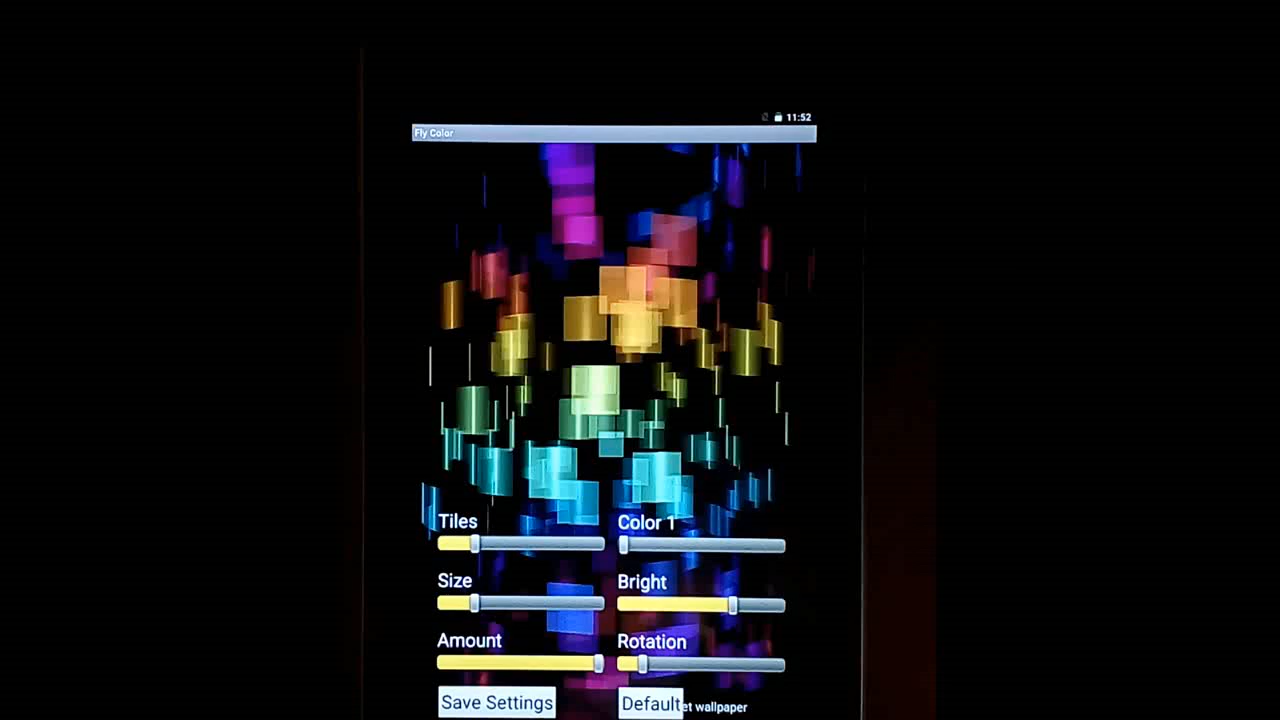 11:52
Fly Color
Tiles
Color 1
Size
Bright
Amount
Rotation
Save Settings
Default
et wallpaper